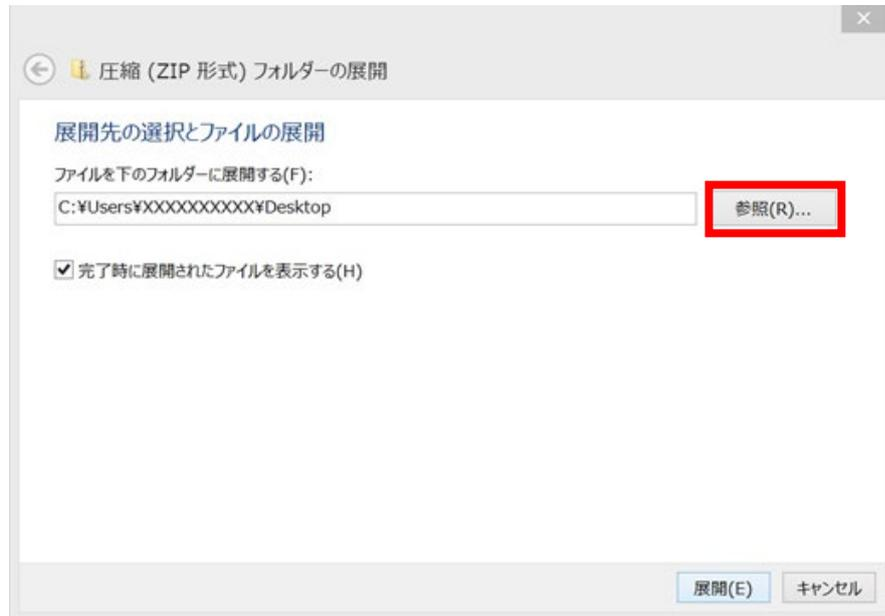 圧縮 (ZIP 形式) フォルダーの展開
展開先の選択とファイルの展開
ファイルを下のフォルダーに展開する(F):
C:¥Users¥XXXXXXXXXX¥Desktop
参照(R)...
完了時に展開されたファイルを表示する(H)
展開(E)
キャンセル